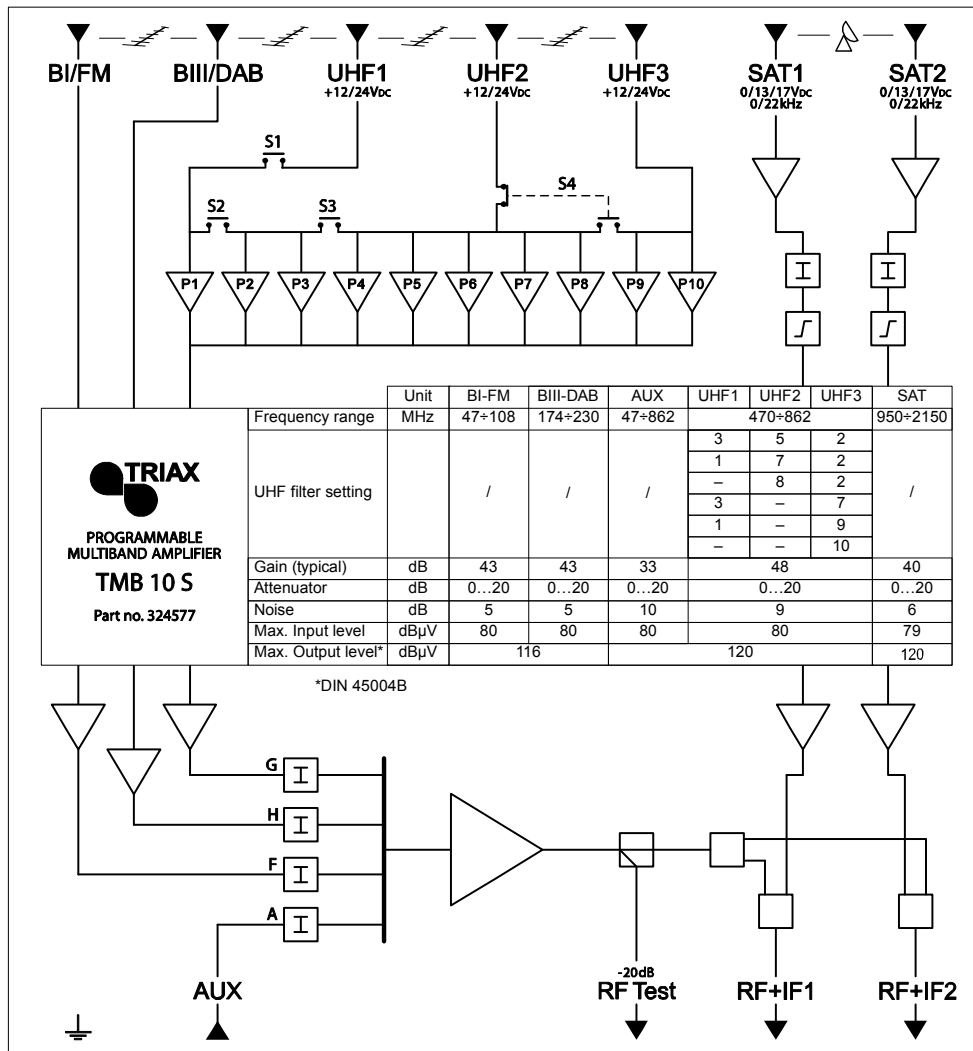 BI/FM BIII/DAB UHF1 UHF2 UHF3 SAT1 SAT2
+12/24VDC +12/24VDC +12/24VDC 0/13/17VDC 0/13/17VDC
0/22kHz 0/22kHz
S1
S4
S2 S3
P1 P2 P3 P4 P5 P6 P7 P8 P9 P10
Unit BI-FM BIII-DAB AUX UHF1 UHF2 UHF3 SAT
Frequency range MHz 47÷108 174÷230 47÷862 470÷862 950÷2150
TRIAX
PROGRAMMABLE
MULTIBAND AMPLIFIER
TMB 10 S
Part no. 324577
UHF filter setting / / / /
3 5 2
1 7 2
– 8 2
3 – 7
1 – 9
– – 10
Gain (typical) dB 43 43 33 48 40
Attenuator dB 0...20 0...20 0...20 0...20 0...20
Noise dB 5 5 10 9 6
Max. Input level dBµV 80 80 80 80 79
Max. Output level* dBµV 116 120 120
*DIN 45004B
G
H
F
A
AUX
-20dB
RF Test RF+IF1 RF+IF2